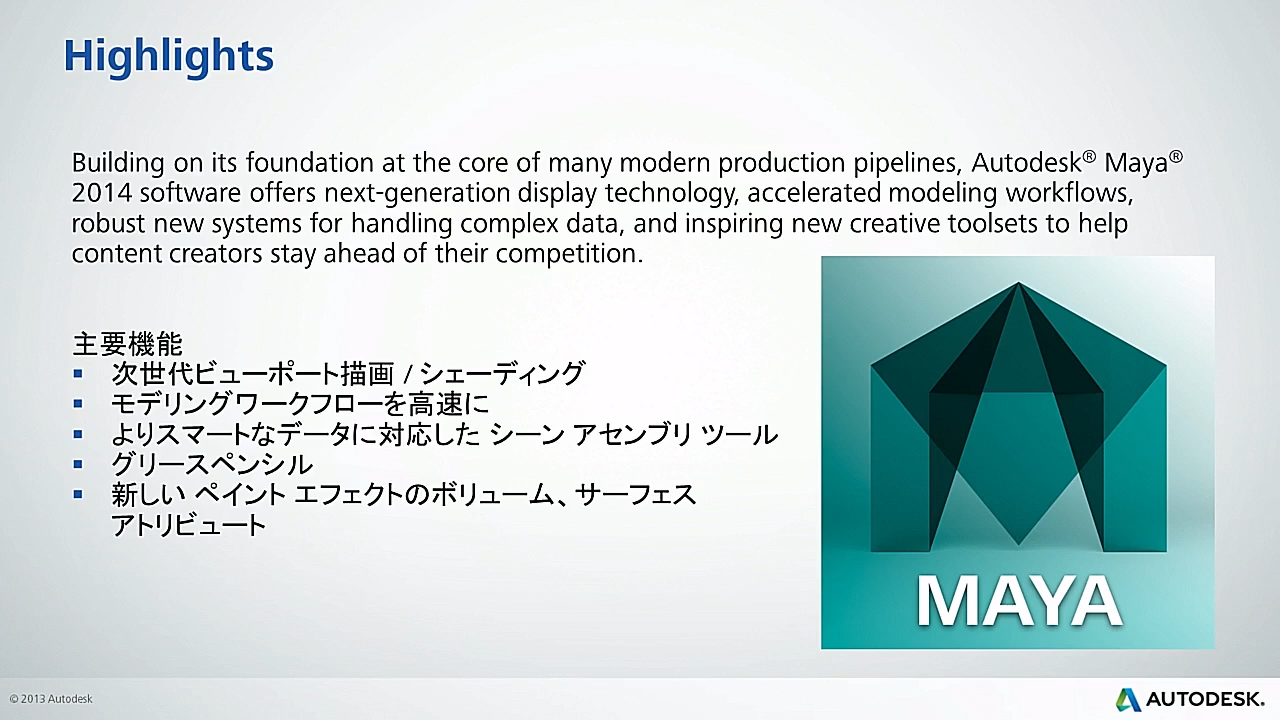 Highlights
Building on its foundation at the core of many modern production pipelines, Autodesk® Maya®
2014 software offers next-generation display technology, accelerated modeling workflows,
robust new systems for handling complex data, and inspiring new creative toolsets to help
content creators stay ahead of their competition.
主要機能
▪ 次世代ビューポート描画 / シェーディング
▪ モデリングワークフローを高速に
▪ よりスマートなデータに対応した シーン アセンブリ ツール
▪ グリースペンシル
▪ 新しい ペイント エフェクトのボリューム、サーフェス
アトリビュート
MAYA
© 2013 Autodesk
AUTODESK.